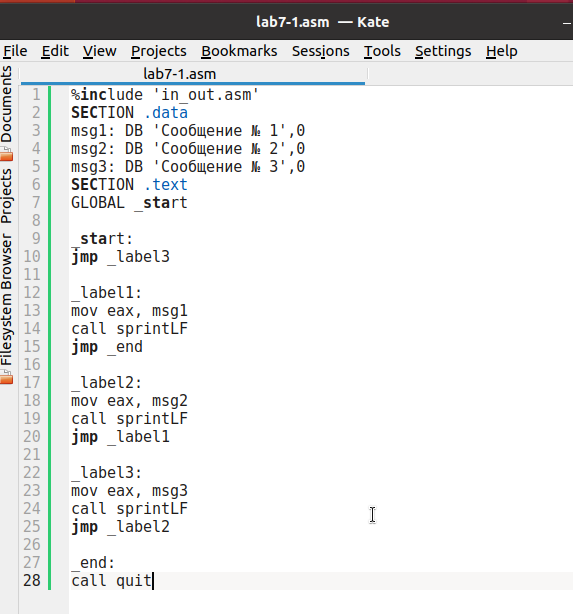 lab7-1.asm — Kate
File Edit View Projects Bookmarks Sessions Tools Settings Help
lab7-1.asm
Documents
Projects
Filesystem Browser
1 %include 'in_out.asm'
2 SECTION .data
3 msg1: DB 'Сообщение № 1',0
4 msg2: DB 'Сообщение № 2',0
5 msg3: DB 'Сообщение № 3',0
6 SECTION .text
7 GLOBAL _start
8
9 _start:
10 jmp _label3
11
12 _label1:
13 mov eax, msg1
14 call sprintLF
15 jmp _end
16
17 _label2:
18 mov eax, msg2
19 call sprintLF
20 jmp _label1
21
22 _label3:
23 mov eax, msg3
24 call sprintLF
25 jmp _label2
26
27 _end:
28 call quit